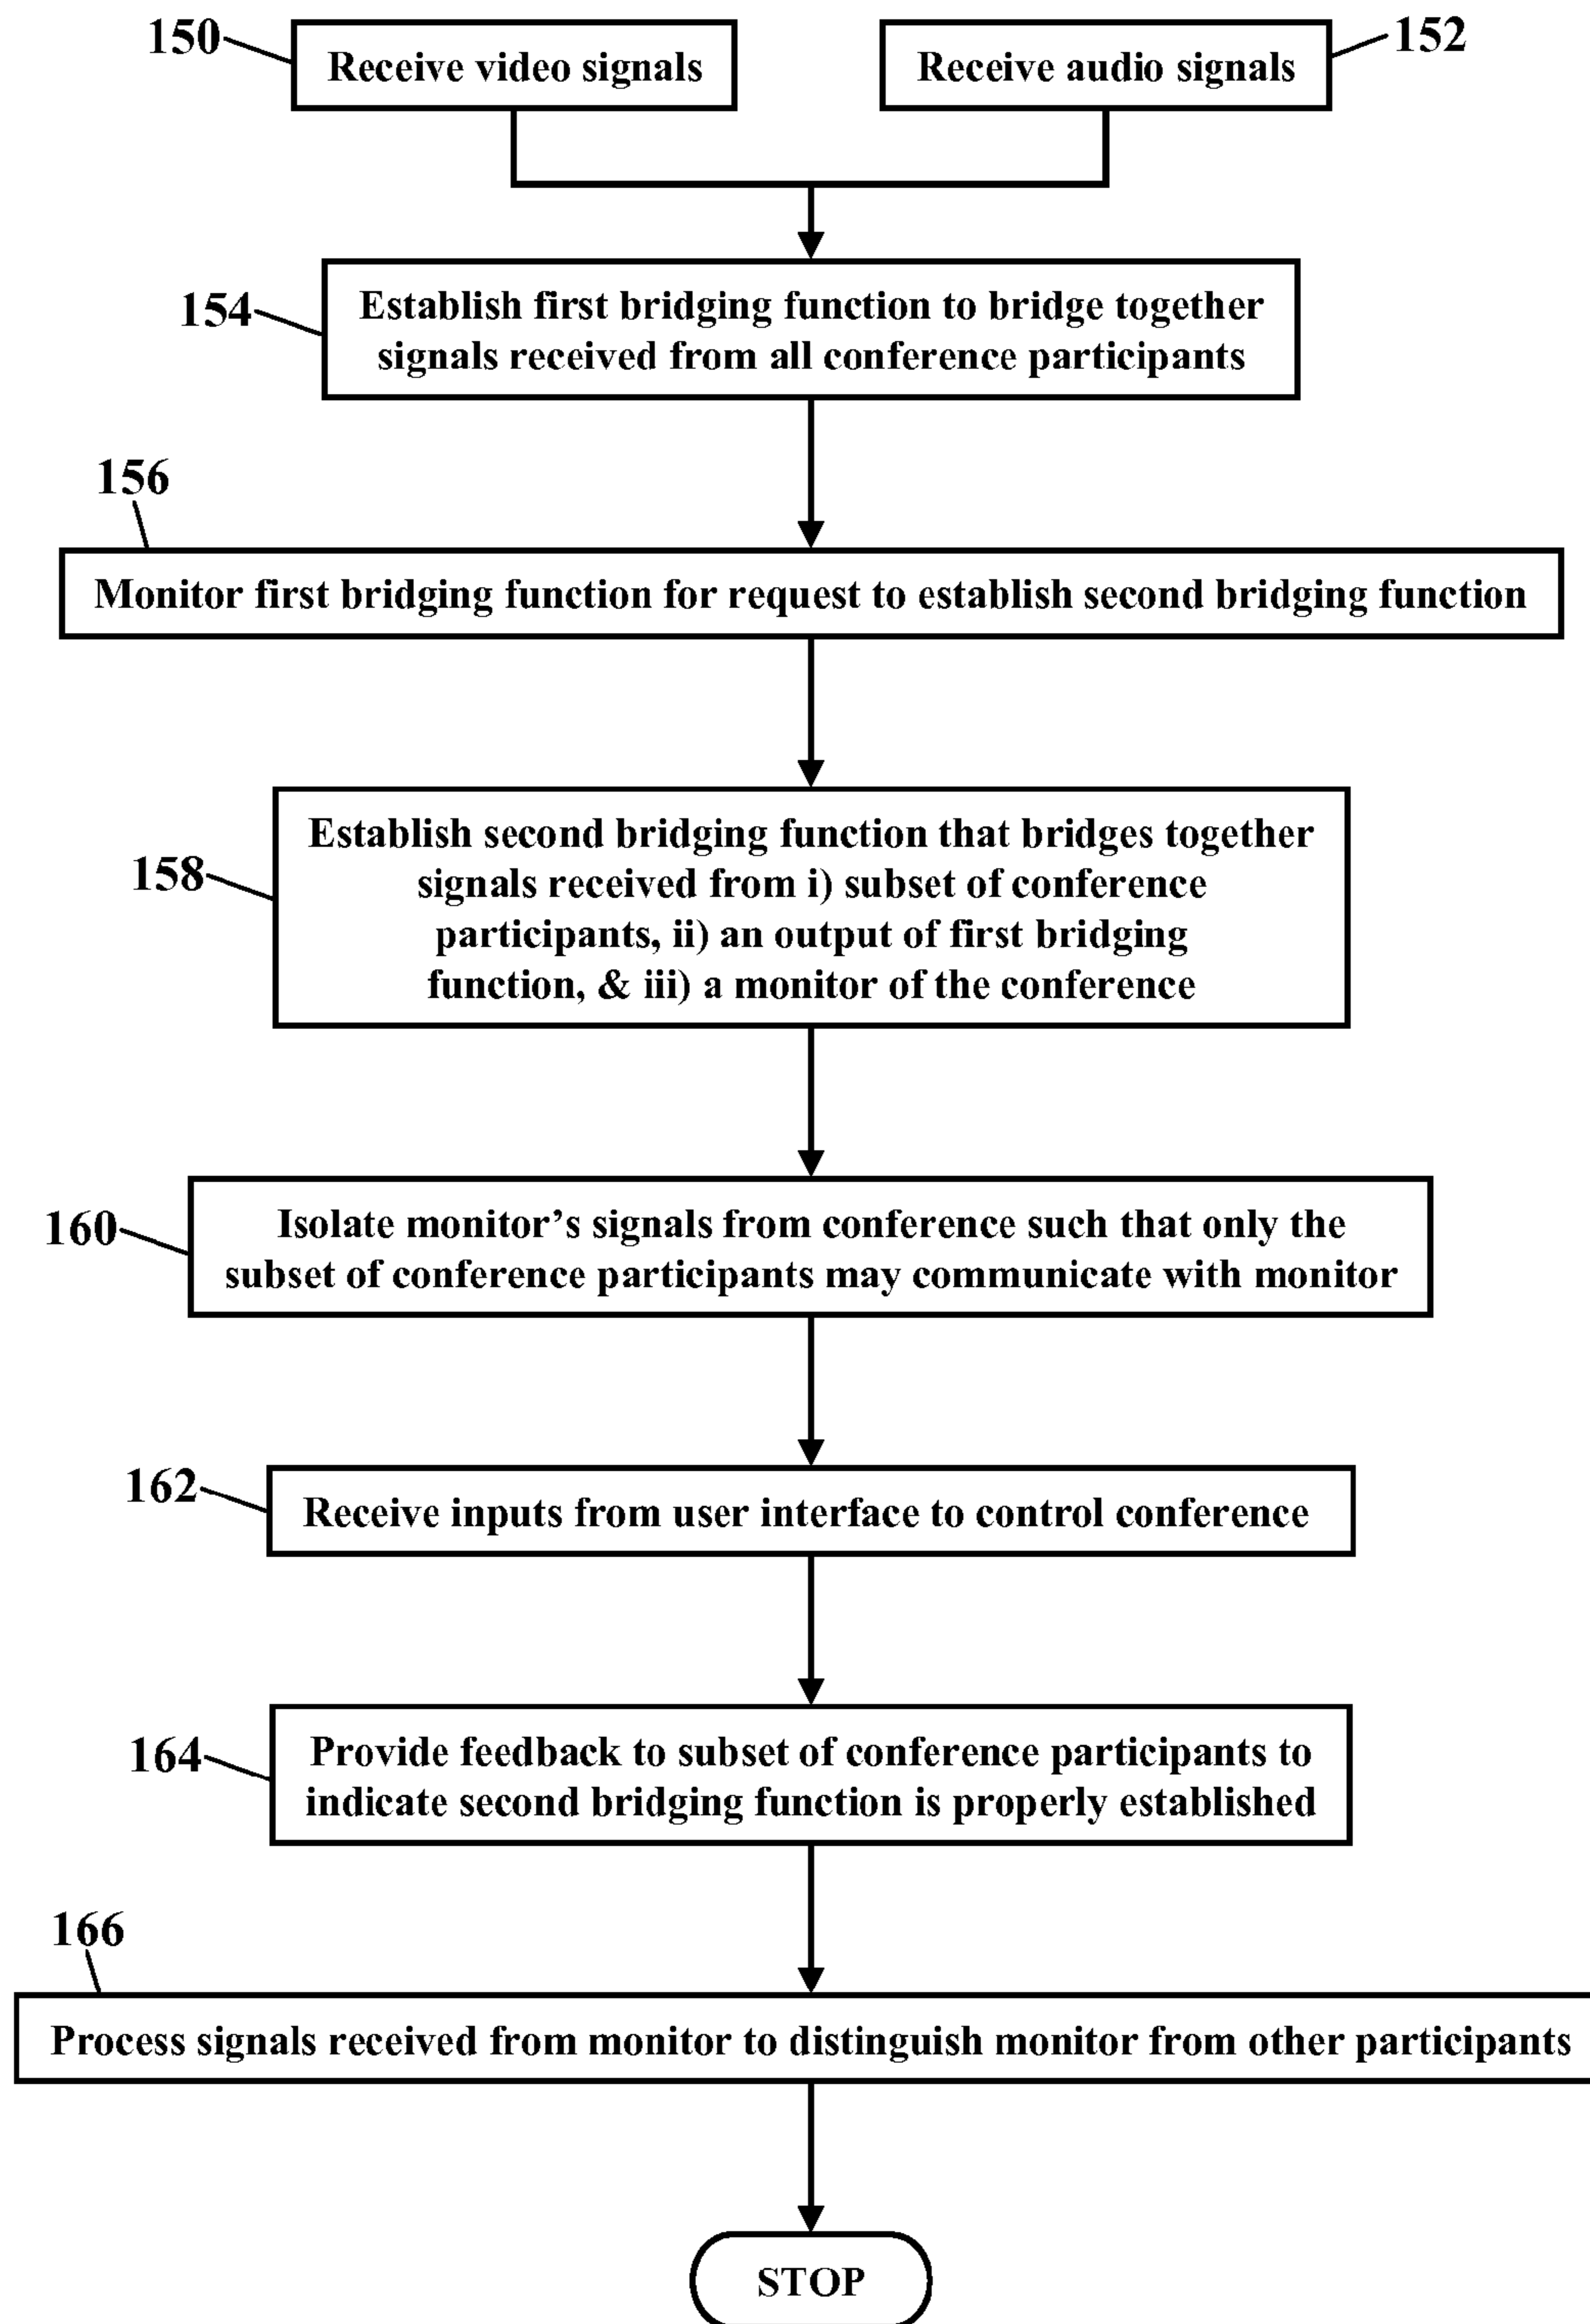 150
Receive video signals
Receive audio signals
152
154
Establish first bridging function to bridge together
signals received from all conference participants
156
Monitor first bridging function for request to establish second bridging function
158
Establish second bridging function that bridges together
signals received from i) subset of conference
participants, ii) an output of first bridging
function, & iii) a monitor of the conference
160
Isolate monitor’s signals from conference such that only the
subset of conference participants may communicate with monitor
162
Receive inputs from user interface to control conference
164
Provide feedback to subset of conference participants to
indicate second bridging function is properly established
166
Process signals received from monitor to distinguish monitor from other participants
STOP